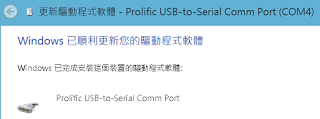 更新驅動程式軟體 - Prolific USB-to-Serial Comm Port (COM4)
Windows 已順利更新您的驅動程式軟體
Windows 已完成安裝這個裝置的驅動程式軟體:
Prolific USB-to-Serial Comm Port